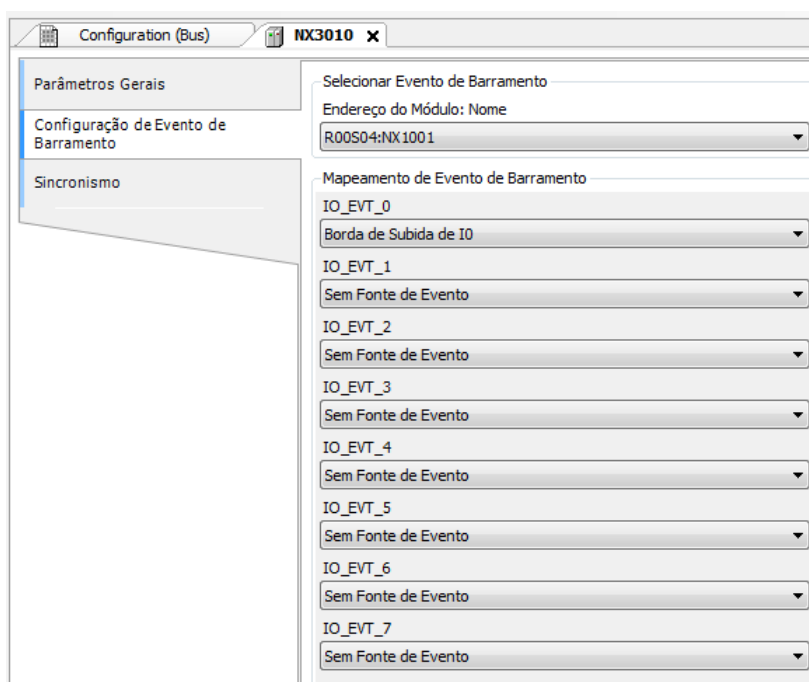 Configuration (Bus)
NX3010
Parâmetros Gerais
Configuração de Evento de
Barramento
Sincronismo
Selecionar Evento de Barramento
Endereço do Módulo: Nome
R00S04:NX1001
Mapeamento de Evento de Barramento
IO_EVT_0
Borda de Subida de I0
IO_EVT_1
Sem Fonte de Evento
IO_EVT_2
Sem Fonte de Evento
IO_EVT_3
Sem Fonte de Evento
IO_EVT_4
Sem Fonte de Evento
IO_EVT_5
Sem Fonte de Evento
IO_EVT_6
Sem Fonte de Evento
IO_EVT_7
Sem Fonte de Evento